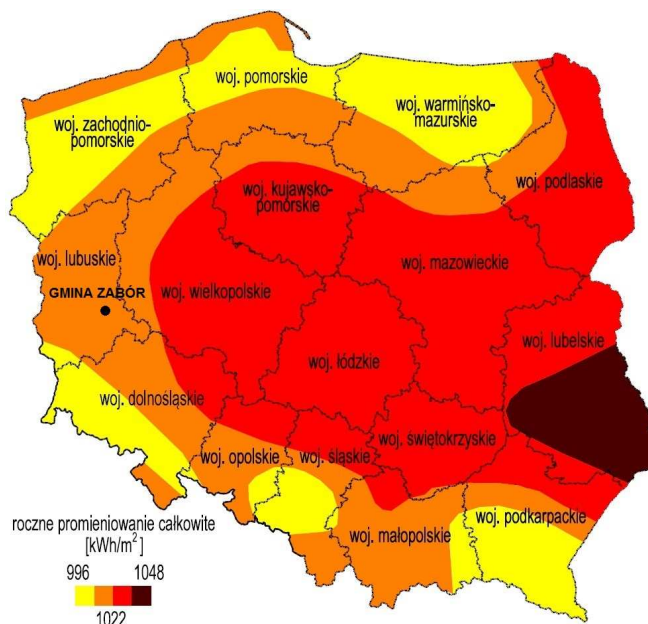 woj. pomorskie
woj. warmińsko-
mazurskie
woj. zachodnio-
pomorskie
woj. podlaskie
woj. kujawsko-
pomorskie
woj. lubuskie
woj. mazowieckie
GMINA ZABÓR
woj. wielkopolskie
woj. lubelskie
woj. łódzkie
woj. dolnośląskie
woj. świętokrzyskie
woj. opolskie
woj. śląskie
woj. małopolskie
woj. podkarpackie
roczne promieniowanie całkowite
[kWh/m² ]
996 1048
1022